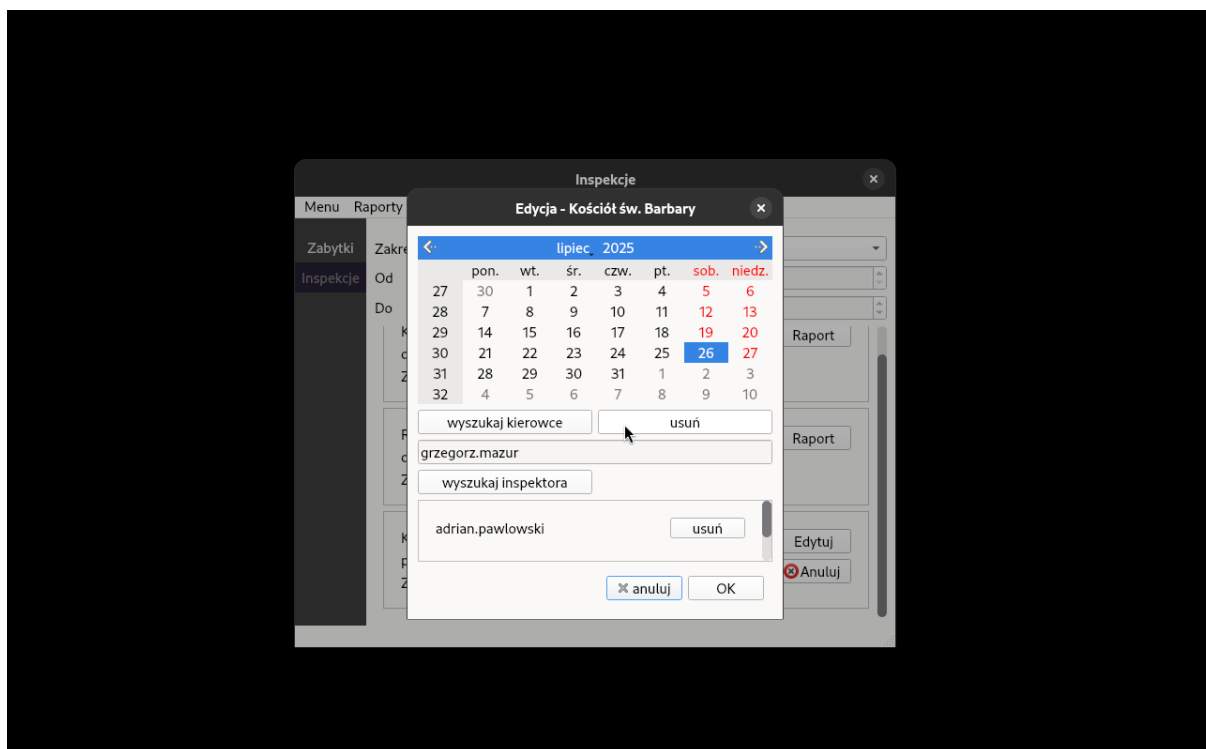 Inspekcje
Menu Raporty
Edycja - Kościół św. Barbary
Zabytki
Inspekcje
Zakre
Od
Do
lipiec, 2025
pon. wt. śr. czw. pt. sob. niedz.
27 30 1 2 3 4 5 6
28 7 8 9 10 11 12 13
29 14 15 16 17 18 19 20
30 21 22 23 24 25 26 27
31 28 29 30 31 1 2 3
32 4 5 6 7 8 9 10
Raport
wyszukaj kierowce usuń
Raport
grzegorz.mazur
wyszukaj inspektora
adrian.pawlowski usuń
Edytuj
Anuluj
anuluj OK